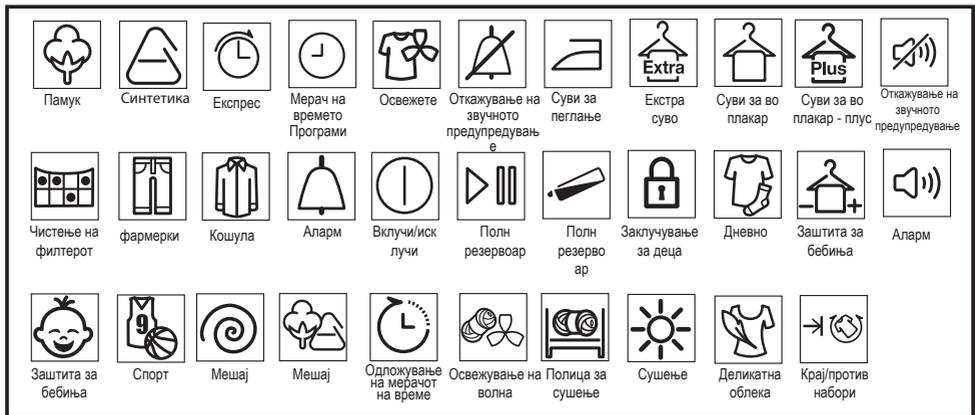 Extra
Plus
Памук
Синтетика
Експрес
Мерач на
времето
Програми
Освежете
Откажување на
звучното
предупредувањ
е
Суви за
пеглање
Екстра
суво
Суви за во
плакар
Суви за во
плакар - плус
Откажување на
звучното
предупредување
Чистење на
филтерот
фармерки
Кошула
Аларм
Вклучи/иск
лучи
Полн
резервоар
Полн
резерво
ар
Заклучување
за деца
Дневно
Заштита за
бебиња
Аларм
9
Заштита за
бебиња
Спорт
Мешај
Мешај
Одложување
на мерачот
на време
Освежување на
волна
Полица за
сушење
Сушење
Деликатна
облека
Крај/против
набори